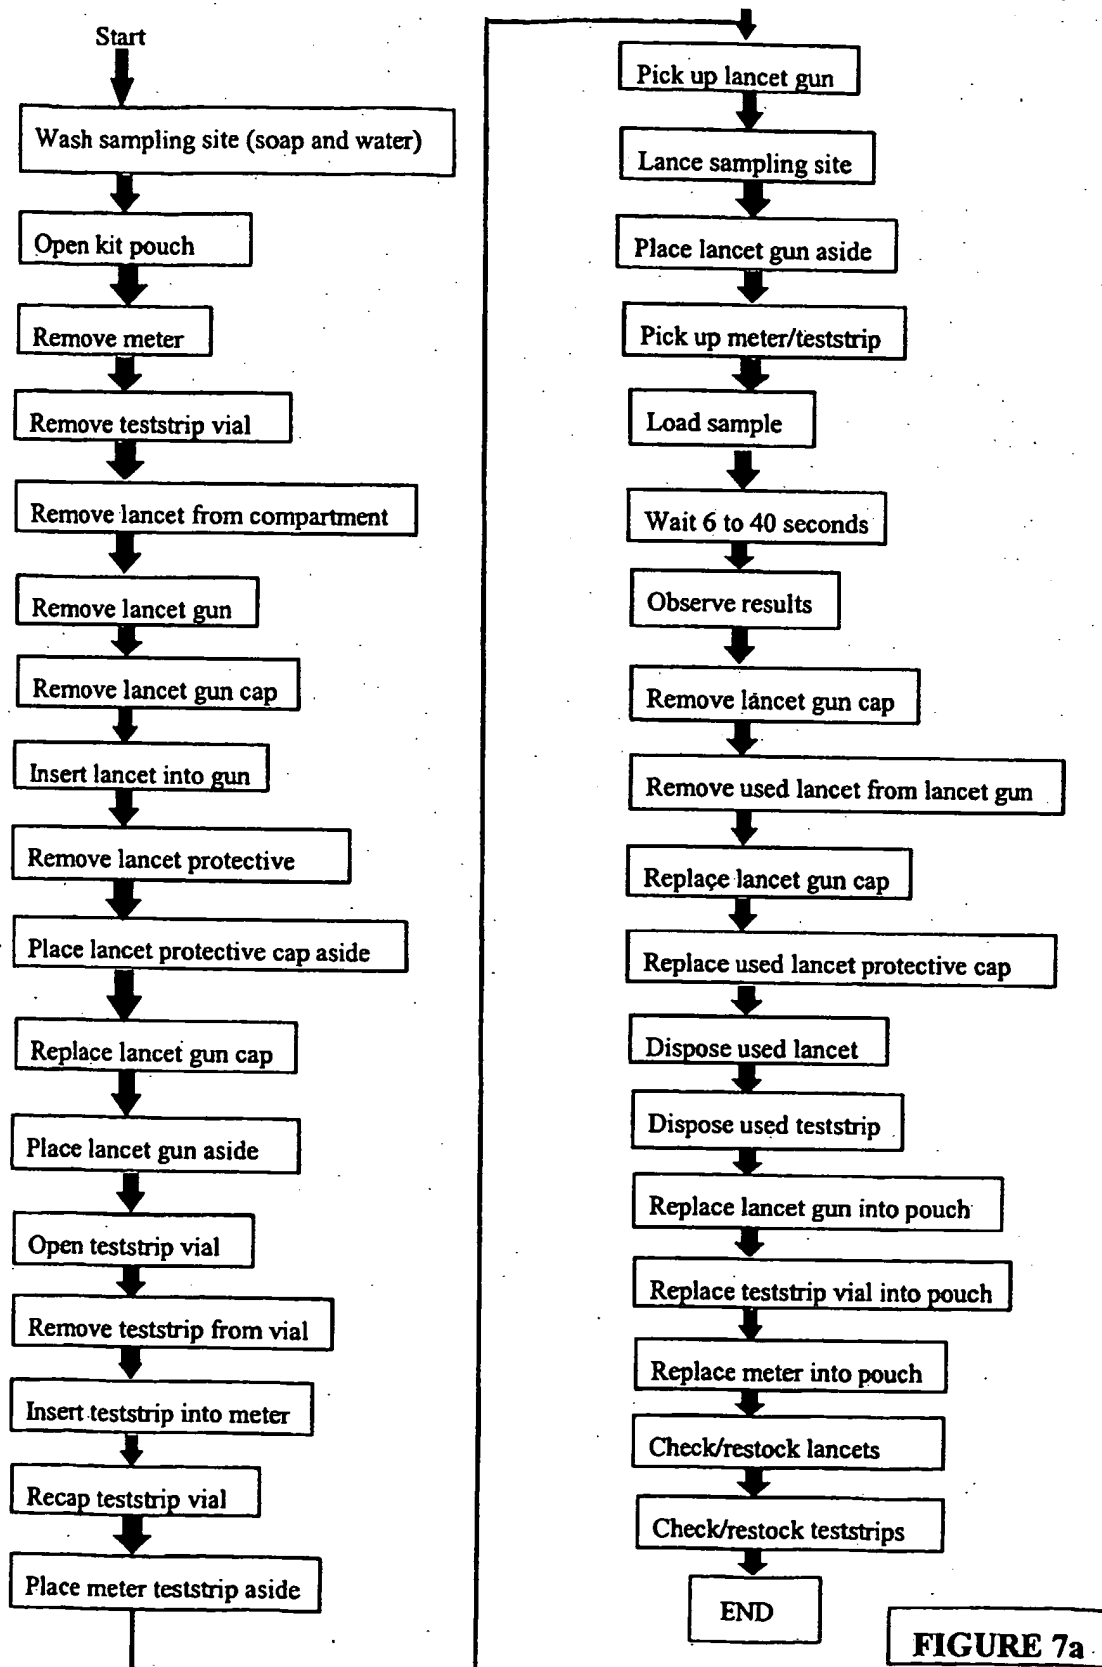 Start
Wash sampling site (soap and water)
Open kit pouch
Remove meter
Remove teststrip vial
Remove lancet from compartment
Remove lancet gun
Remove lancet gun cap
Insert lancet into gun
Remove lancet protective
Place lancet protective cap aside
Replace lancet gun cap
Place lancet gun aside
Open teststrip vial
Remove teststrip from vial
Insert teststrip into meter
Recap teststrip vial
Place meter teststrip aside
Pick up lancet gun
Lance sampling site
Place lancet gun aside
Pick up meter/teststrip
Load sample
Wait 6 to 40 seconds
Observe results
Remove lancet gun cap
Remove used lancet from lancet gun
Replace lancet gun cap
Replace used lancet protective cap
Dispose used lancet
Dispose used teststrip
Replace lancet gun into pouch
Replace teststrip vial into pouch
Replace meter into pouch
Check/restock lancets
Check/restock teststrips
END
FIGURE 7a